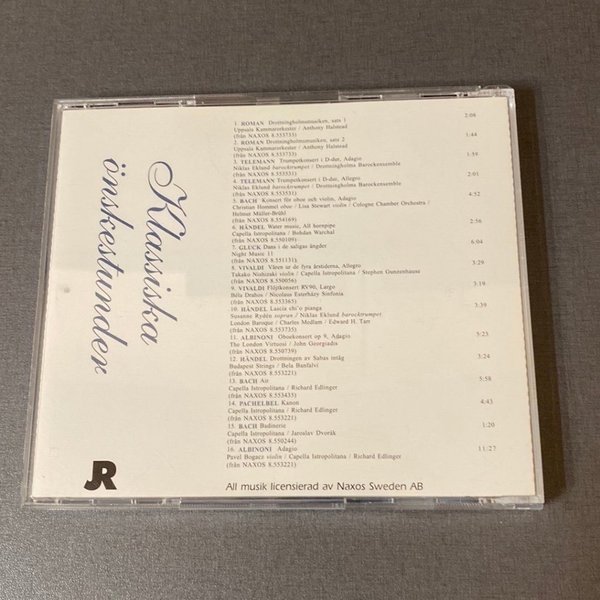 Klassiska
önskestunder
1. ROMAN Drottningholmsmusiken, sats 1 2:08
Uppsala Kammarorkester / Anthony Halstead
(från NAXOS 8.553733)
2. ROMAN Drottningholmsmusiken, sats 2 1:44
Uppsala Kammarorkester / Anthony Halstead
(från NAXOS 8.553733)
3. TELEMANN Trumpetkonsert i D-dur, Adagio 1:59
Niklas Eklund barocktrumpet / Drottningholms Barockensemble
(från NAXOS 8.553531)
4. TELEMANN Trumpetkonsert i D-dur, Allegro 2:01
Niklas Eklund barocktrumpet / Drottningholms Barockensemble
(från NAXOS 8.553531)
5. BACH Konsert för oboe och violin, Adagio 4:52
Christian Hommel oboe / Lisa Stewart violin / Cologne Chamber Orchestra /
Helmut Müller-Brühl
(från NAXOS 8.554169)
6. HÄNDEL Water music, All hornpipe 2:56
Capella Istropolitana / Bohdan Warchal
(från NAXOS 8.550109)
7. GLUCK Dans i de saligas ängder 6:04
Night Music 11
(från NAXOS 8.551131)
8. VIVALDI Våren ur de fyra årstiderna, Allegro 3:29
Takako Nishizaki violin / Capella Istropolitana / Stephen Gunzenhauser
(från NAXOS 8.550056)
9. VIVALDI Flöjtkonsert RV90, Largo 3:19
Béla Drahos / Nicolaus Esterházy Sinfonia
(från NAXOS 8.553365)
10. HÄNDEL Lascia chi'o pianga 3:39
Susanne Rydén sopran / Niklas Eklund barocktrumpet
London Baroque / Charles Medlam / Edward H. Tarr
(från NAXOS 8.553735)
11. ALBINONI Oboekonsert op 9, Adagio 5:23
The London Virtuosi / John Georgiadis
(från NAXOS 8.550739)
12. HÄNDEL Drottningen av Sabas intåg 3:24
Budapest Strings / Bela Banfalvi
(från NAXOS 8.553221)
13. BACH Air 5:58
Capella Istropolitana / Richard Edlinger
(från NAXOS 8.553435)
14. PACHELBEL Kanon 4:43
Capella Istropolitana / Richard Edlinger
(från NAXOS 8.553221)
15. BACH Badinerie 1:20
Capella Istropolitana / Jaroslav Dvorák
(från NAXOS 8.550244)
16. ALBINONI Adagio 11:27
Pavel Bogacz violin / Capella Istropolitana / Richard Edlinger
(från NAXOS 8.553221)
JR
All musik licensierad av Naxos Sweden AB